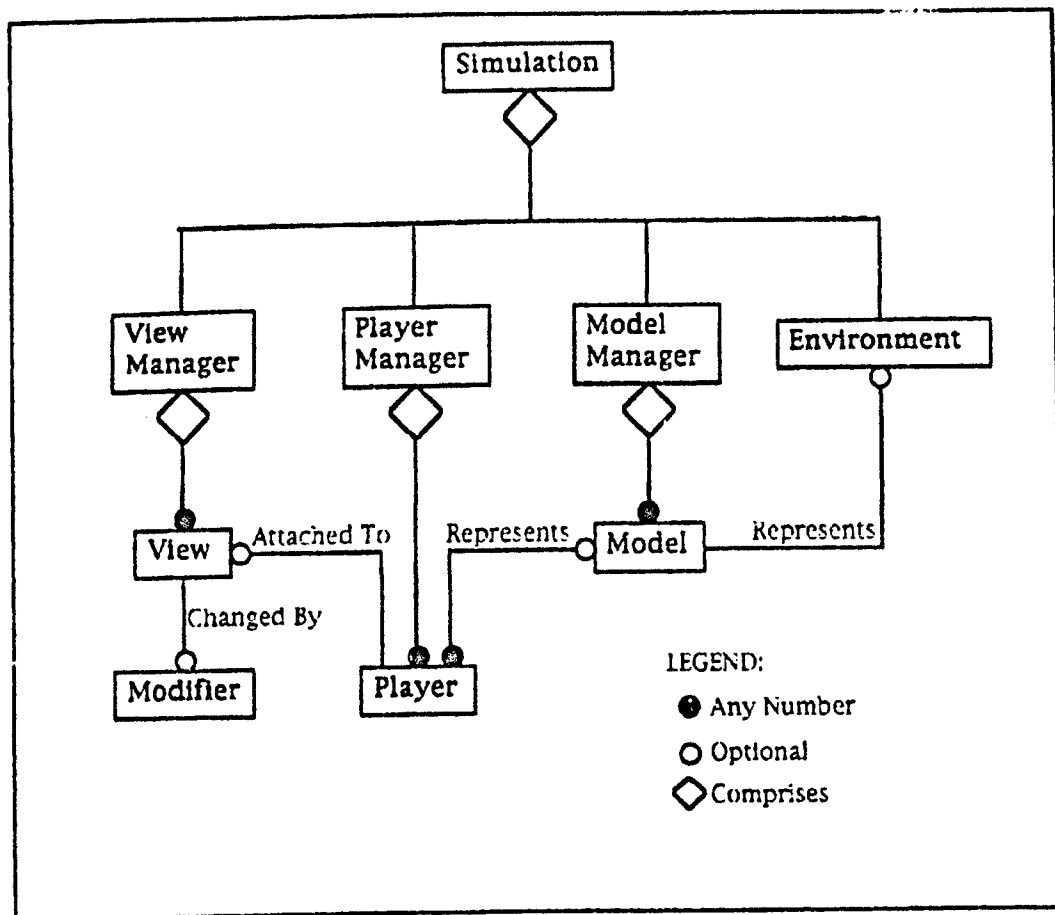 Simulation
View
Manager
Player
Manager
Model
Manager
Environment
Attached To
Represents
Represents
View
Model
Changed By
Modifier
Player
LEGEND:
Any Number
Optional
Comprises